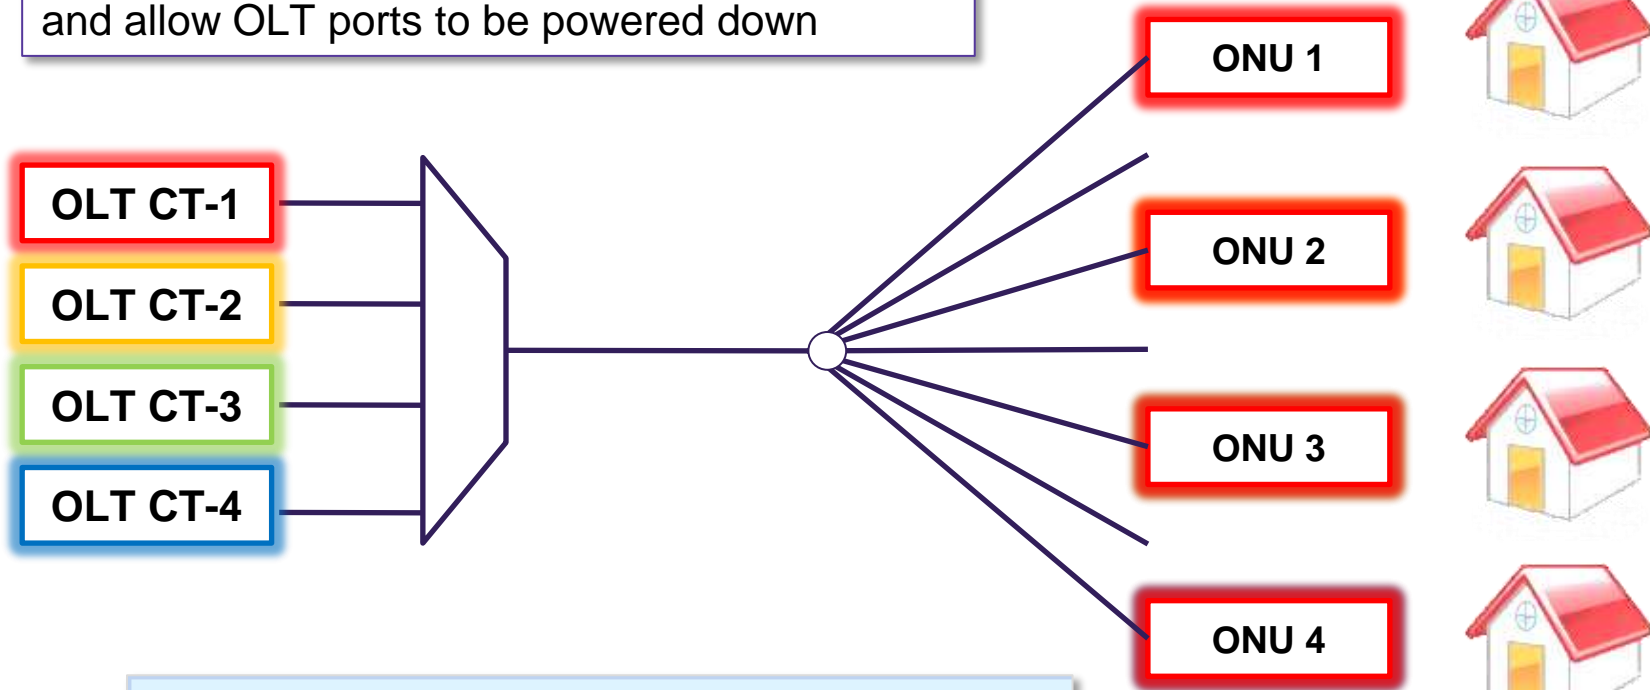 and allow OLT ports to be powered down
ONU 1
OLT CT-1
ONU 2
OLT CT-2
OLT CT-3
ONU 3
OLT CT-4
ONU 4